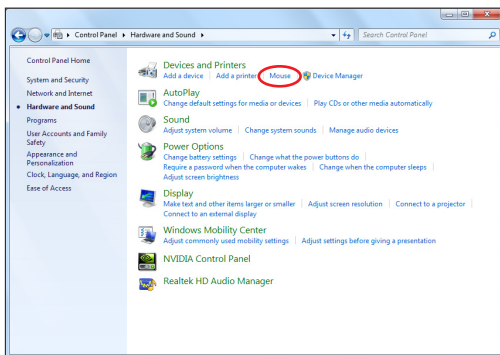 Control Panel Hardware and Sound Search Control Panel
Control Panel Home
System and Security
Network and Internet
Hardware and Sound
Programs
User Accounts and Family
Safety
Appearance and
Personalization
Clock, Language, and Region
Ease of Access
Devices and Printers
Add a device Add a printer Mouse Device Manager
AutoPlay
Change default settings for media or devices Play CDs or other media automatically
Sound
Adjust system volume Change system sounds Manage audio devices
Power Options
Change battery settings Change what the power buttons do
Require a password when the computer wakes Change when the computer sleeps
Adjust screen brightness
Display
Make text and other items larger or smaller Adjust screen resolution Connect to a projector
Connect to an external display
Windows Mobility Center
Adjust commonly used mobility settings Adjust settings before giving a presentation
NVIDIA Control Panel
Realtek HD Audio Manager